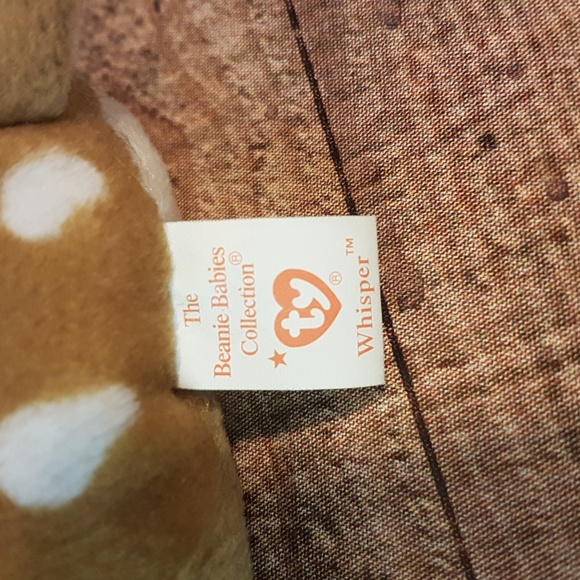 The
Beanie Babies
Collection®
ty®
Whisper™